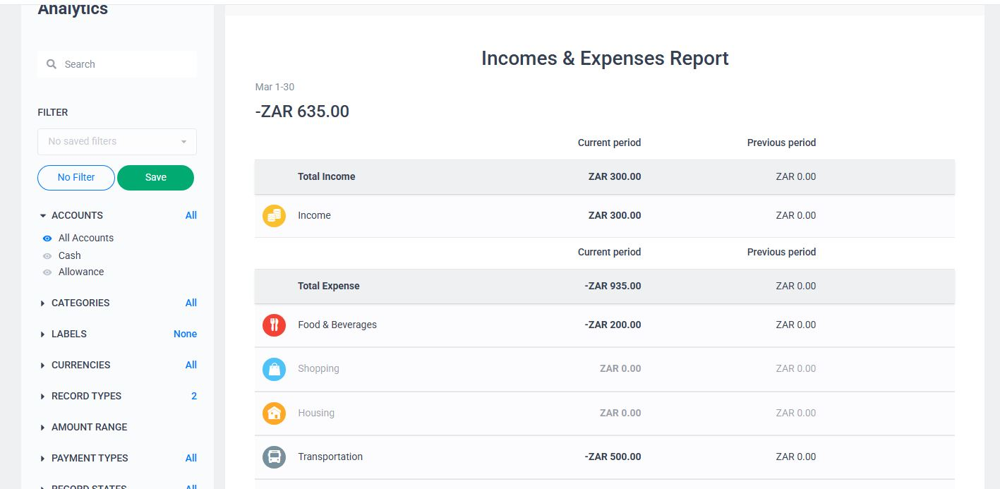 Analytics
Search
FILTER
No saved filters
No Filter Save
ACCOUNTS All
All Accounts
Cash
Allowance
CATEGORIES All
LABELS None
CURRENCIES All
RECORD TYPES 2
AMOUNT RANGE
PAYMENT TYPES All
RECORD STATES All
Incomes & Expenses Report
Mar 1-30
-ZAR 635.00
Current period Previous period
Total Income ZAR 300.00 ZAR 0.00
Income ZAR 300.00 ZAR 0.00
Current period Previous period
Total Expense -ZAR 935.00 ZAR 0.00
Food & Beverages -ZAR 200.00 ZAR 0.00
Shopping ZAR 0.00 ZAR 0.00
Housing ZAR 0.00 ZAR 0.00
Transportation -ZAR 500.00 ZAR 0.00